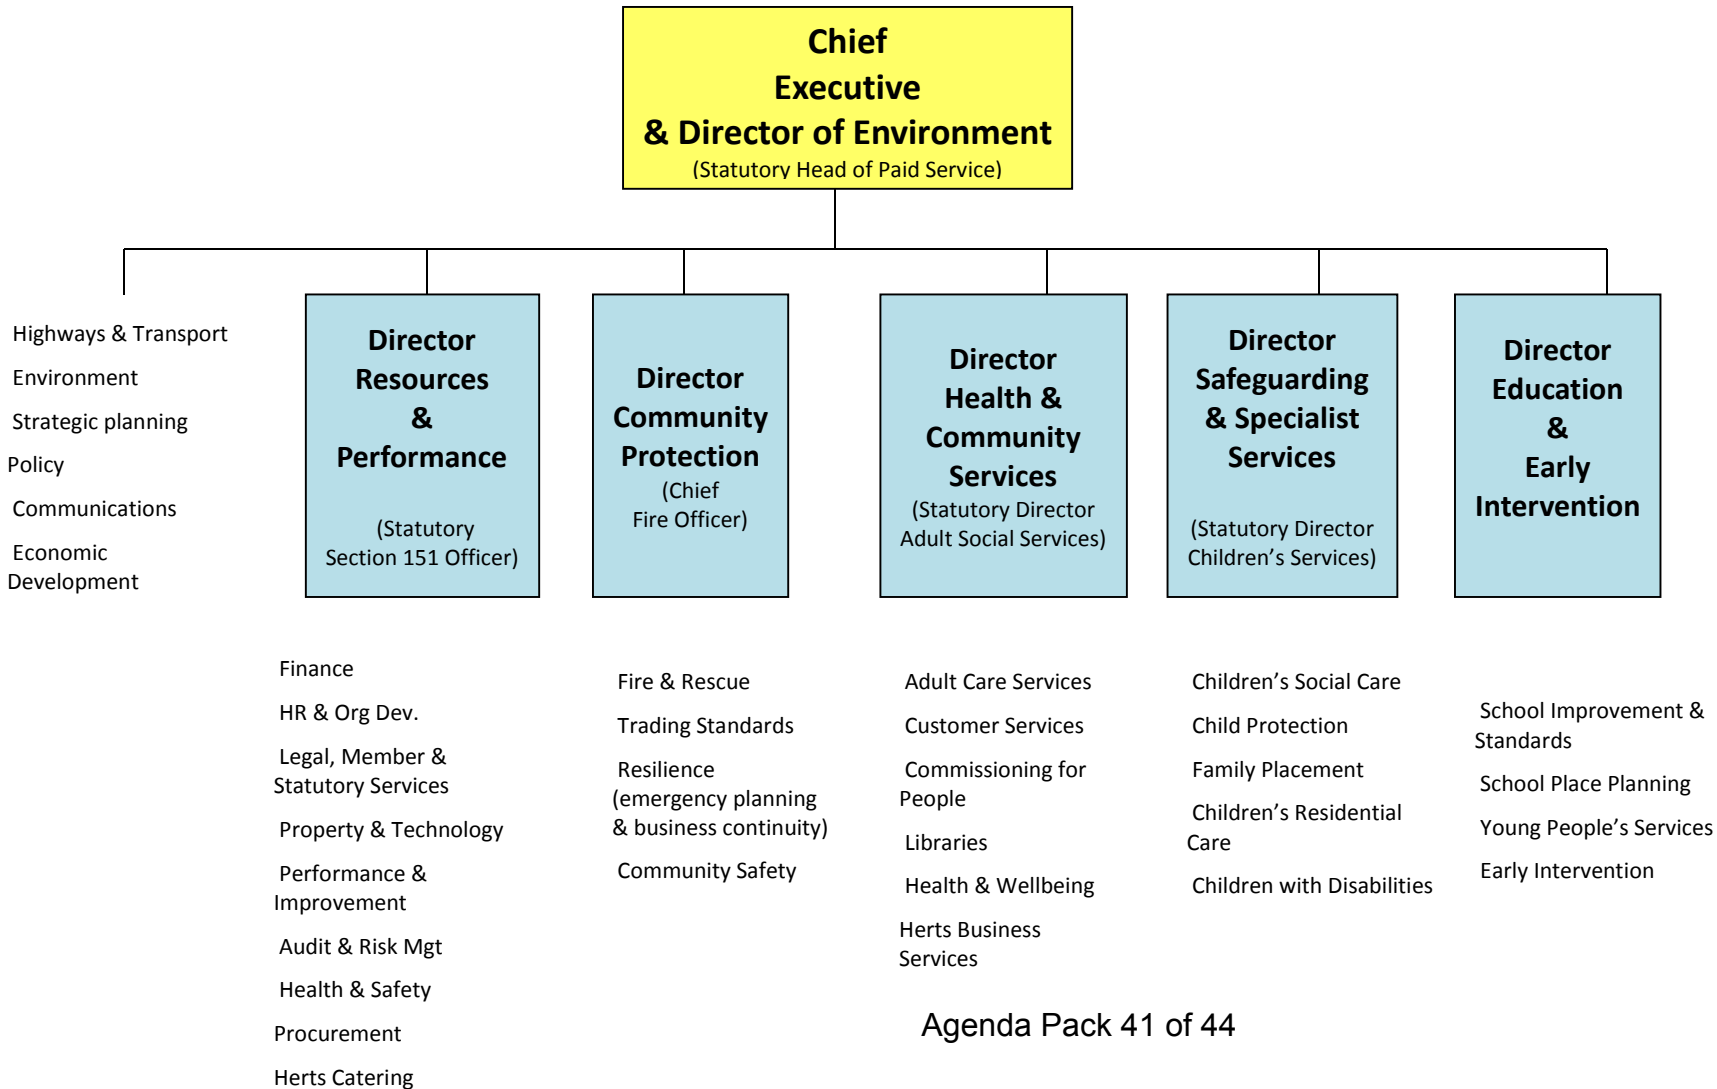 Chief
Executive
& Director of Environment
(Statutory Head of Paid Service)
Highways & Transport
Environment
Strategic planning
Policy
Communications
Economic
Development
Director
Resources
&
Performance
(Statutory
Section 151 Officer)
Director
Community
Protection
(Chief
Fire Officer)
Director
Health &
Community
Services
(Statutory Director
Adult Social Services)
Director
Safeguarding
& Specialist
Services
(Statutory Director
Children’s Services)
Director
Education
&
Early
Intervention
Finance
HR & Org Dev.
Legal, Member &
Statutory Services
Property & Technology
Performance &
Improvement
Audit & Risk Mgt
Health & Safety
Procurement
Herts Catering
Fire & Rescue
Trading Standards
Resilience
(emergency planning
& business continuity)
Community Safety
Adult Care Services
Customer Services
Commissioning for
People
Libraries
Health & Wellbeing
Herts Business
Services
Children’s Social Care
Child Protection
Family Placement
Children’s Residential
Care
Children with Disabilities
School Improvement &
Standards
School Place Planning
Young People’s Services
Early Intervention
Agenda Pack 41 of 44